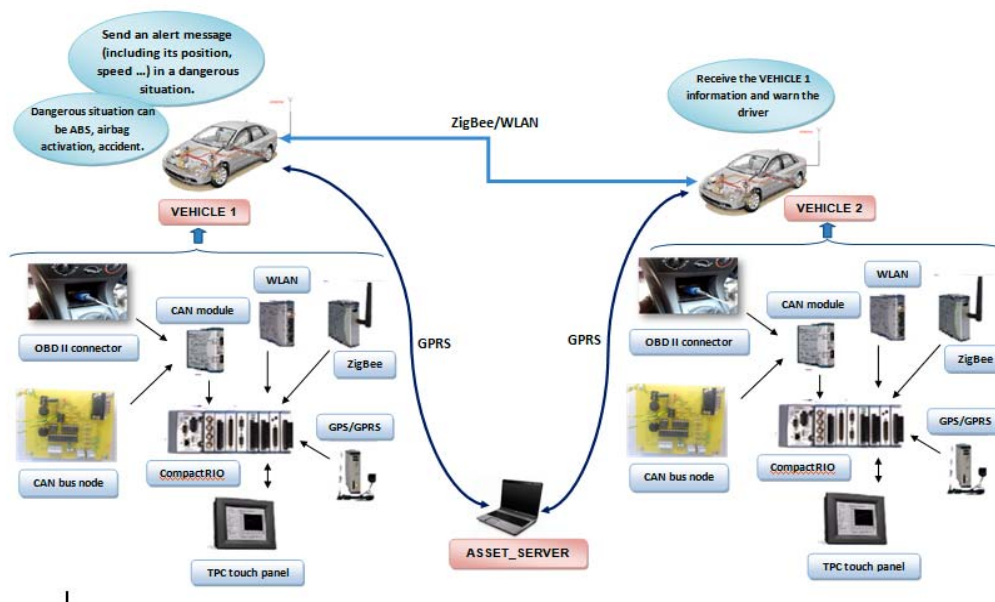 Send an alert message
(including its position,
speed ...) in a dangerous
situation.
Dangerous situation can
be ABS, airbag
activation, accident.
Receive the VEHICLE 1
information and warn the
driver
ZigBee/WLAN
VEHICLE 1
VEHICLE 2
WLAN
CAN module
OBD II connector
ZigBee
GPS/GPRS
CompactRIO
CAN bus node
TPC touch panel
GPRS
GPRS
ASSET_SERVER
WLAN
CAN module
OBD II connector
ZigBee
GPS/GPRS
CompactRIO
CAN bus node
TPC touch panel